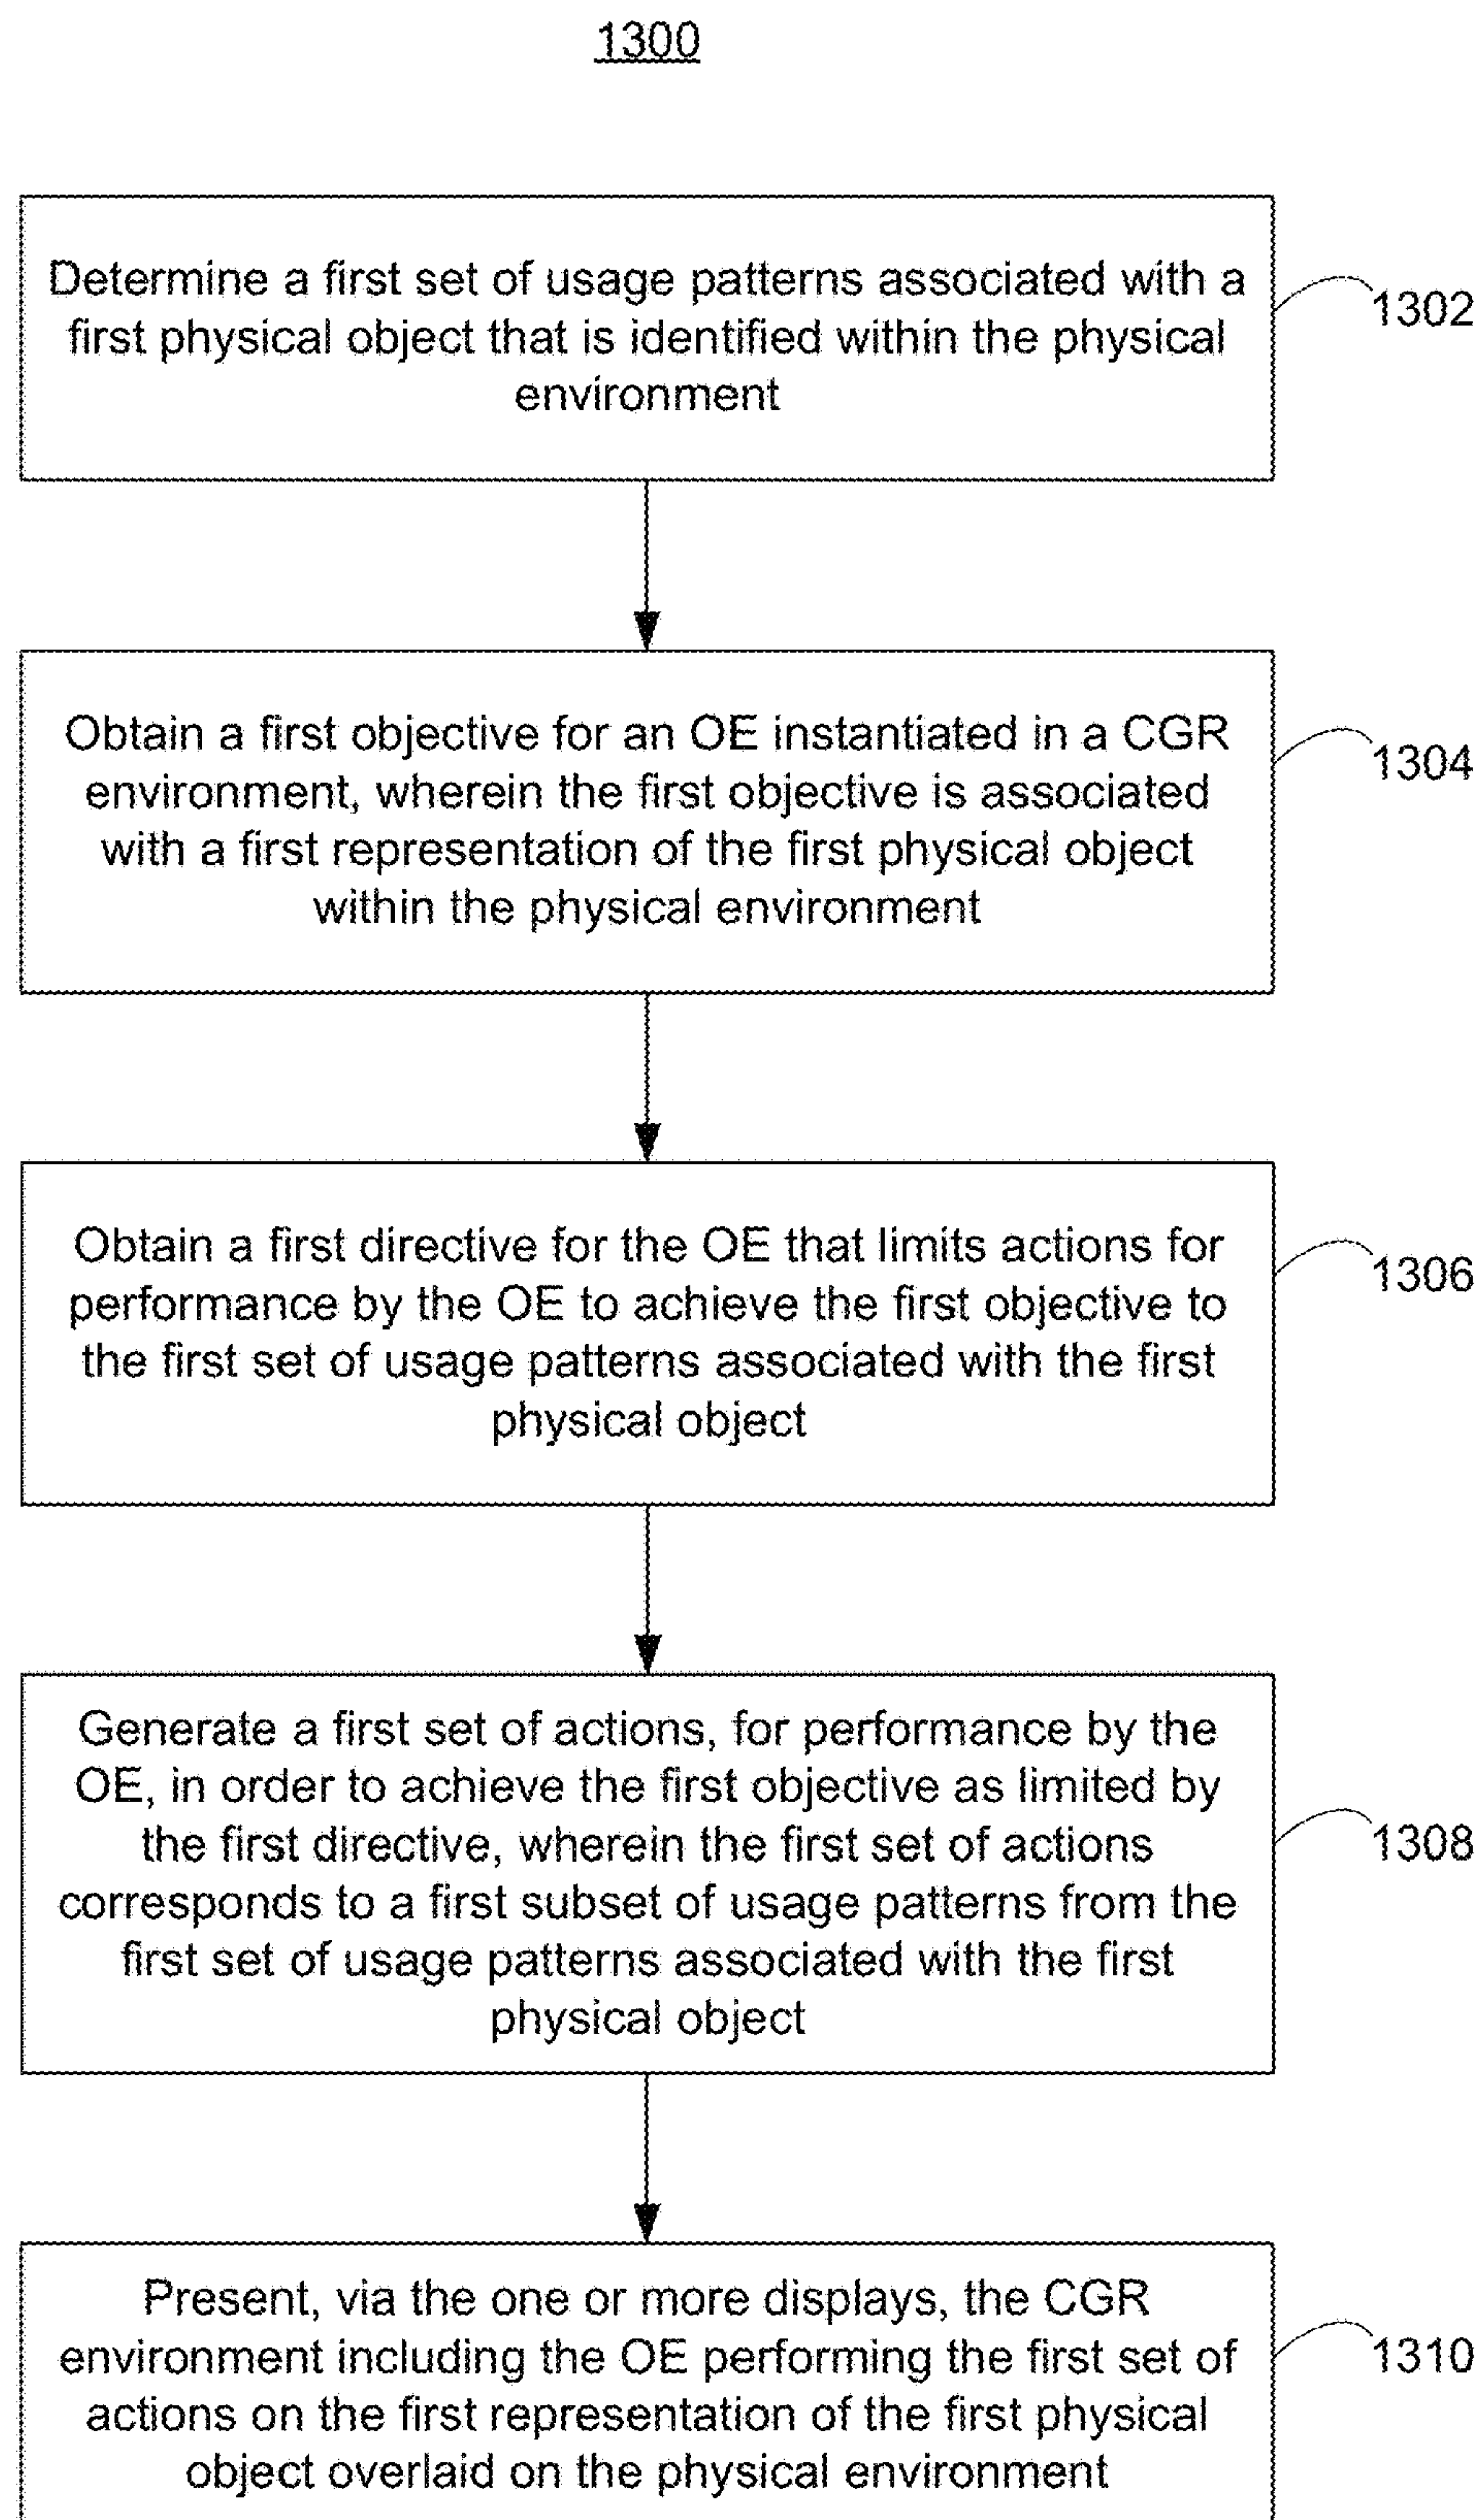 1300
Determine a first set of usage patterns associated with a
first physical object that is identified within the physical
environment
1302
Obtain a first objective for an OE instantiated in a CGR
environment, wherein the first objective is associated
with a first representation of the first physical object
within the physical environment
1304
Obtain a first directive for the OE that limits actions for
performance by the OE to achieve the first objective to
the first set of usage patterns associated with the first
physical object
1306
Generate a first set of actions, for performance by the
OE, in order to achieve the first objective as limited by
the first directive, wherein the first set of actions
corresponds to a first subset of usage patterns from the
first set of usage patterns associated with the first
physical object
1308
Present, via the one or more displays, the CGR
environment including the OE performing the first set of
actions on the first representation of the first physical
object overlaid on the physical environment
1310